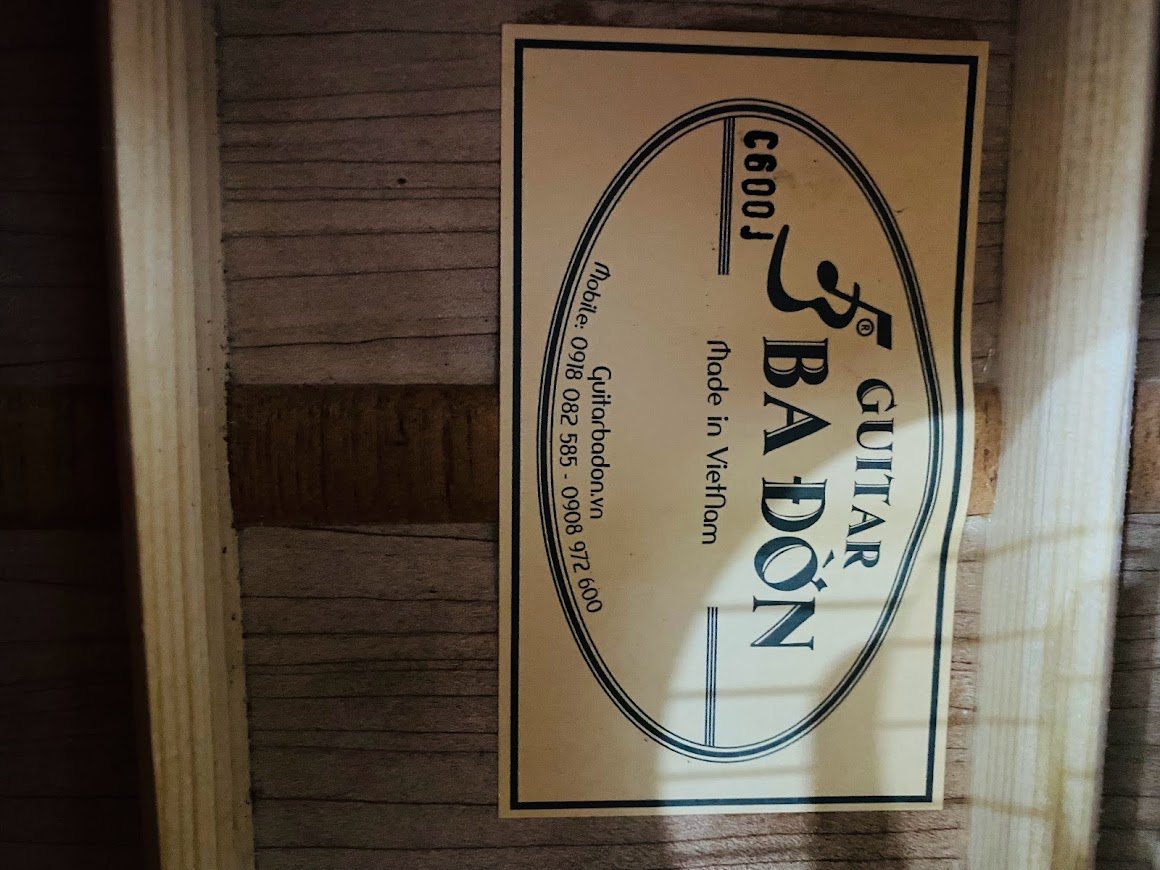 GUITAR
®
BA ĐỜN
C600J
Made in VietNam
Guitarbadon.vn
Mobile: 0918 082 585 - 0908 972 600